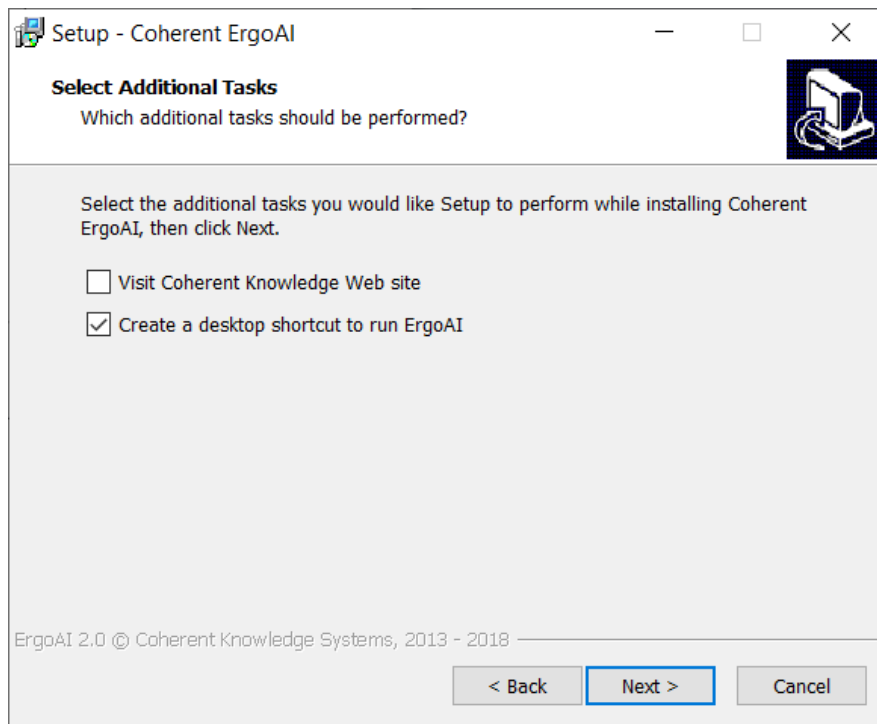 Setup - Coherent ErgoAI
Select Additional Tasks
Which additional tasks should be performed?
Select the additional tasks you would like Setup to perform while installing Coherent
ErgoAI, then click Next.
Visit Coherent Knowledge Web site
Create a desktop shortcut to run ErgoAI
ErgoAI 2.0 © Coherent Knowledge Systems, 2013 - 2018
< Back Next > Cancel